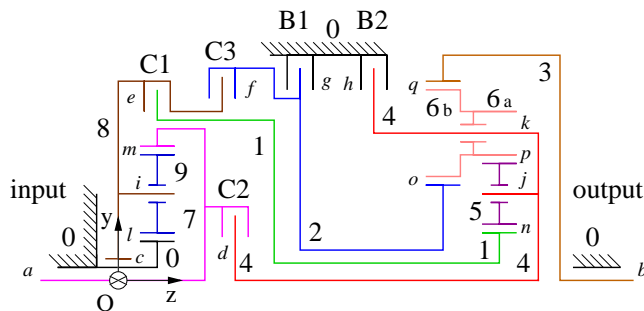 B1 B2
0
C1 C3
e f g h q 3
6b 6a
8 4 k
m 1
9 p
input i C2 o j output
0 y 7 5
l 2 n
0 c 0 d 4 1 4 0
a z b
O